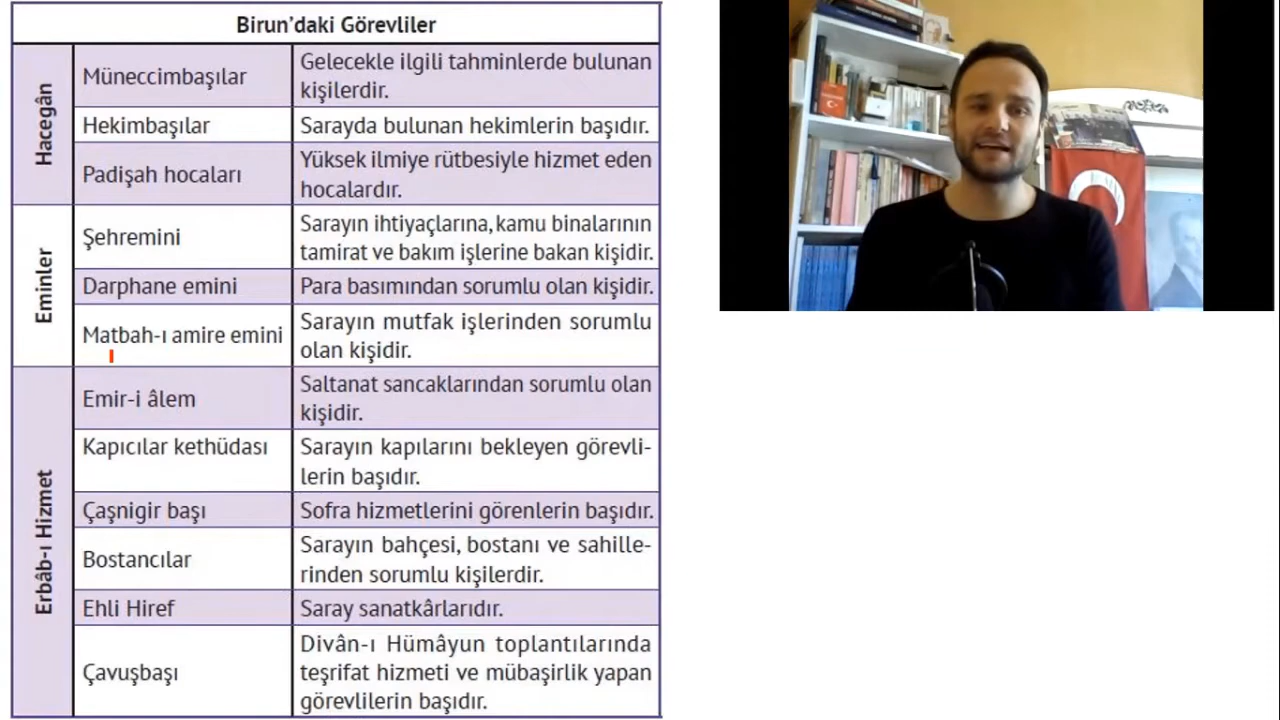 Birun’daki Görevliler
Hacegân
Müneccimbaşılar
Gelecekle ilgili tahminlerde bulunan
kişilerdir.
Hekimbaşılar
Sarayda bulunan hekimlerin başıdır.
Padişah hocaları
Yüksek ilmiye rütbesiyle hizmet eden
hocalardır.
Eminler
Şehremini
Sarayın ihtiyaçlarına,kamu binalarının
tamirat ve bakım işlerine bakan kişidir.
Darphane emini
Para basımından sorumlu olan kişidir.
Matbah-ı amire emini
Sarayın mutfak işlerinden sorumlu
olan kişidir.
Erbâb-ı Hizmet
Emir-i âlem
Saltanat sancaklarından sorumlu olan
kişidir.
Kapıcılar kethüdası
Sarayın kapılarını bekleyen görevli-
lerin başıdır.
Çaşnigir başı
Sofra hizmetlerini görenlerin başıdır.
Bostancılar
Sarayın bahçesi, bostanı ve sahille-
rinden sorumlu kişilerdir.
Ehli Hiref
Saray sanatkârlarıdır.
Çavuşbaşı
Divân-ı Hümâyun toplantılarında
teşrifat hizmeti ve mübaşirlik yapan
görevlilerin başıdır.